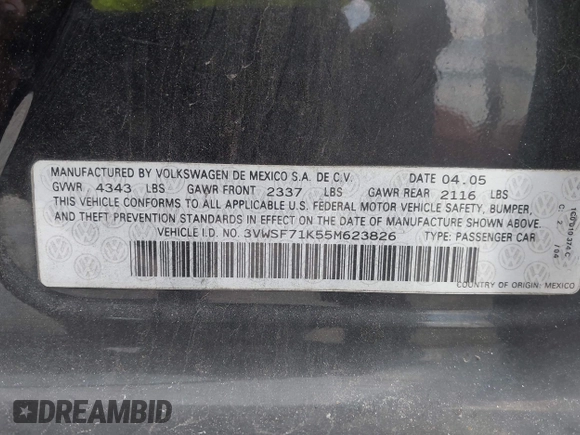 MANUFACTURED BY VOLKSWAGEN DE MEXICO S.A. DE C.V. DATE 04.05
GVWR 4343 LBS GAWR FRONT 2337 LBS GAWR REAR 2116 LBS
THIS VEHICLE CONFORMS TO ALL APPLICABLE U.S. FEDERAL MOTOR VEHICLE SAFETY, BUMPER,
AND THEFT PREVENTION STANDARDS IN EFFECT ON THE DATE OF MANUFACTURE SHOWN ABOVE.
VEHICLE I.D. NO. 3VWSF71K55M623826 TYPE: PASSENGER CAR
COUNTRY OF ORIGIN: MEXICO
C 2 /04
DREAMBID